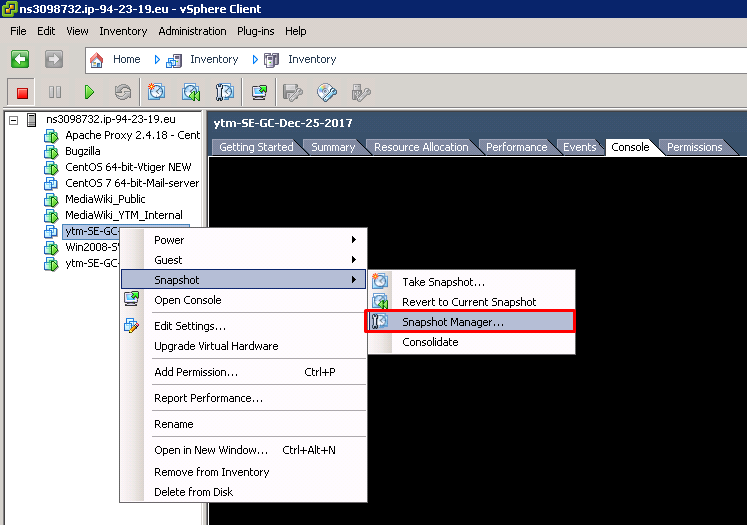 ns3098732.ip-94-23-19.eu - vSphere Client
File Edit View Inventory Administration Plug-ins Help
Home Inventory Inventory
ns3098732.ip-94-23-19.eu
Apache Proxy 2.4.18 - Cent
Bugzilla
CentOS 64-bit-Vtiger NEW
CentOS 7 64-bit-Mail-server
MediaWiki_Public
MediaWiki_YTM_Internal
ytm-SE-GC-
Win2008-S
ytm-SE-GC-
ytm-SE-GC-Dec-25-2017
Getting Started Summary Resource Allocation Performance Events Console Permissions
Power
Guest
Snapshot
Open Console
Edit Settings...
Upgrade Virtual Hardware
Add Permission... Ctrl+P
Report Performance...
Rename
Open in New Window... Ctrl+Alt+N
Remove from Inventory
Delete from Disk
Take Snapshot...
Revert to Current Snapshot
Snapshot Manager...
Consolidate